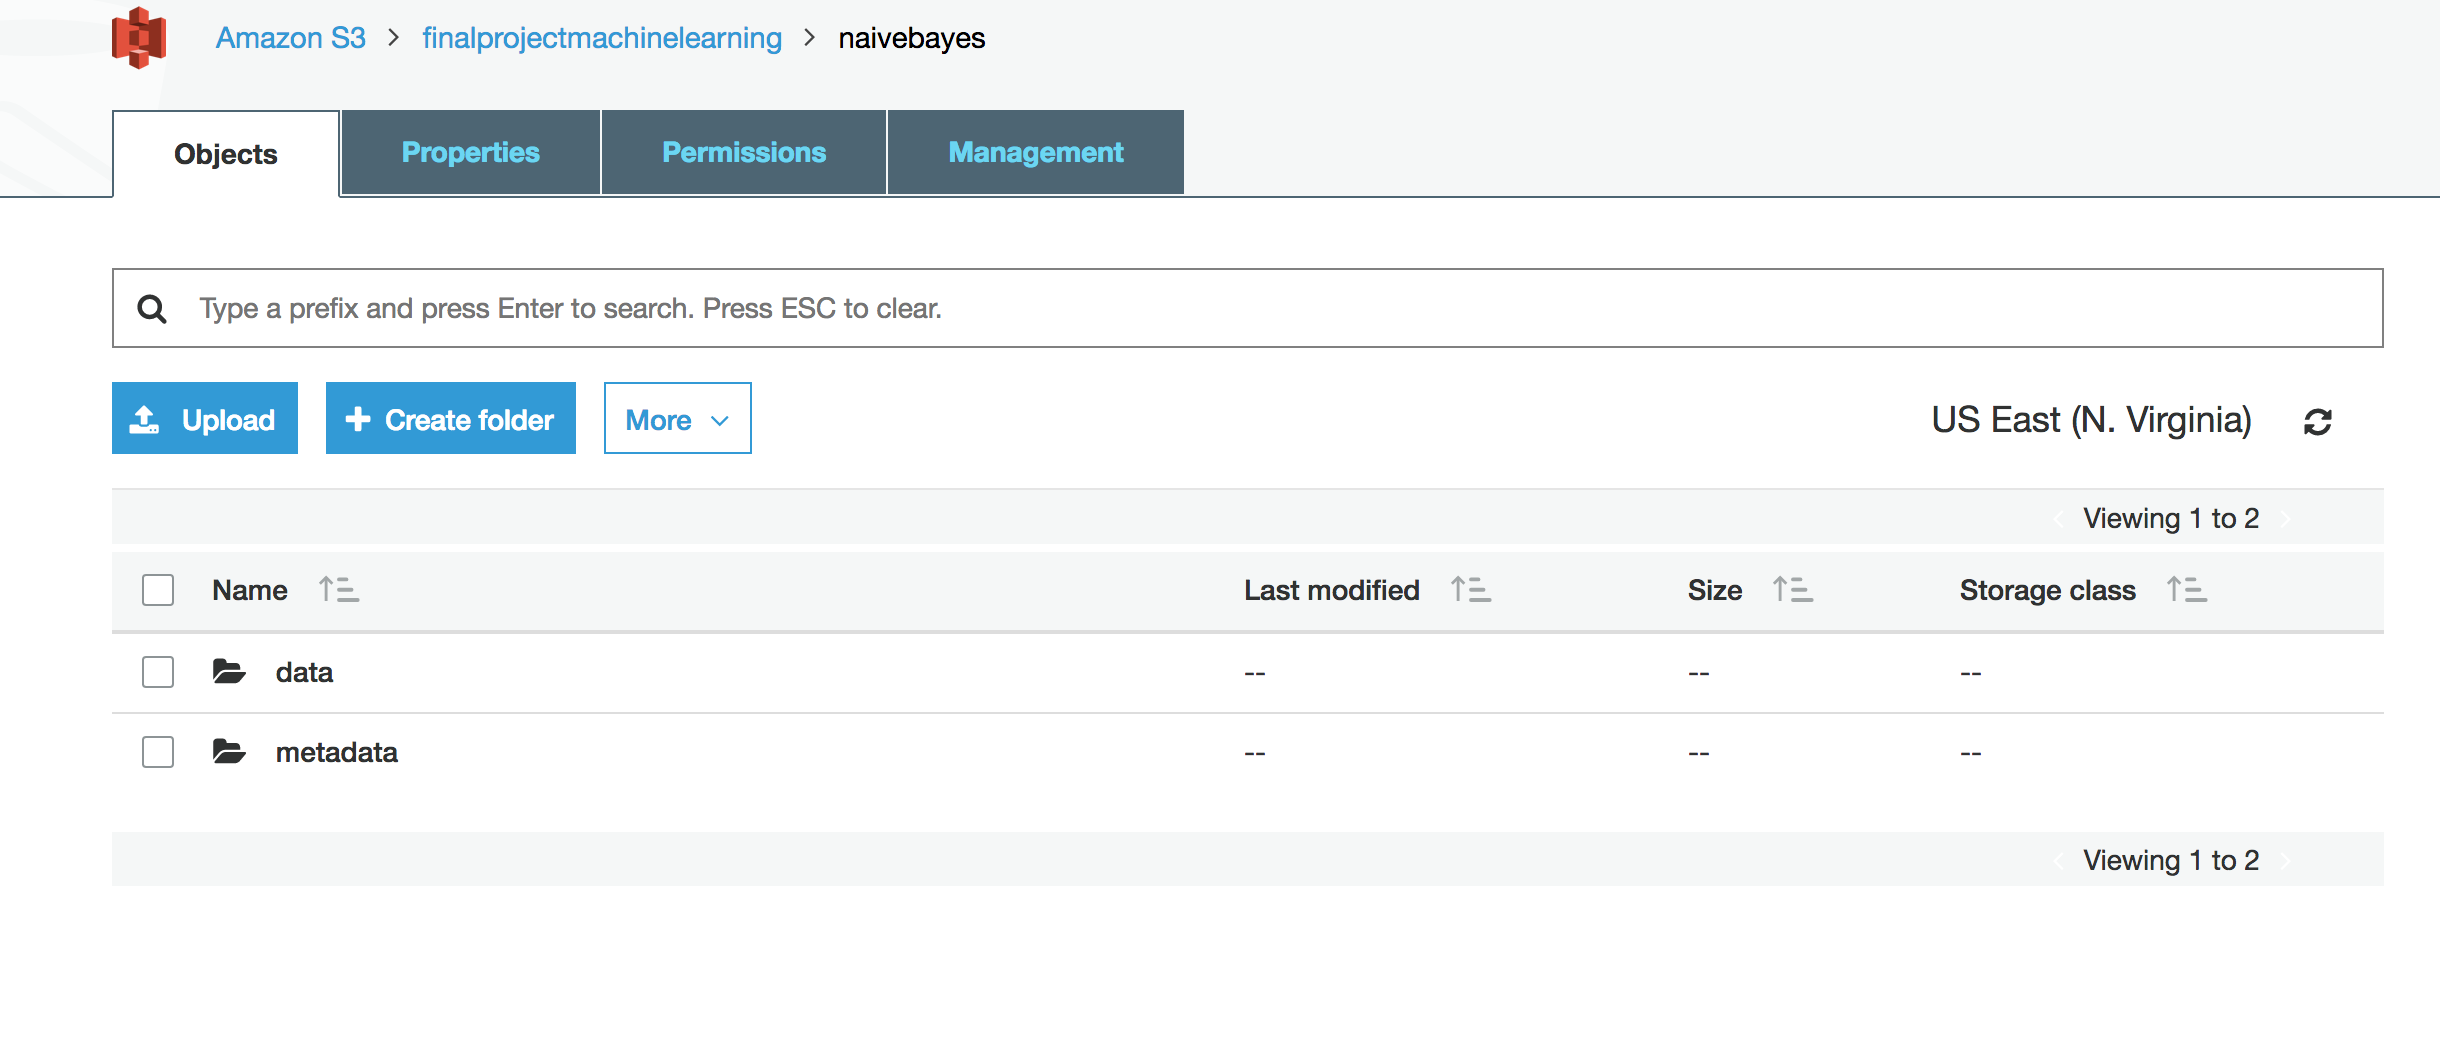 Amazon S3 > finalprojectmachinelearning > naivebayes
Objects Properties Permissions Management
Type a prefix and press Enter to search. Press ESC to clear.
Upload Create folder More US East (N. Virginia)
Viewing 1 to 2
Name Last modified Size Storage class
data -- -- --
metadata -- -- --
Viewing 1 to 2